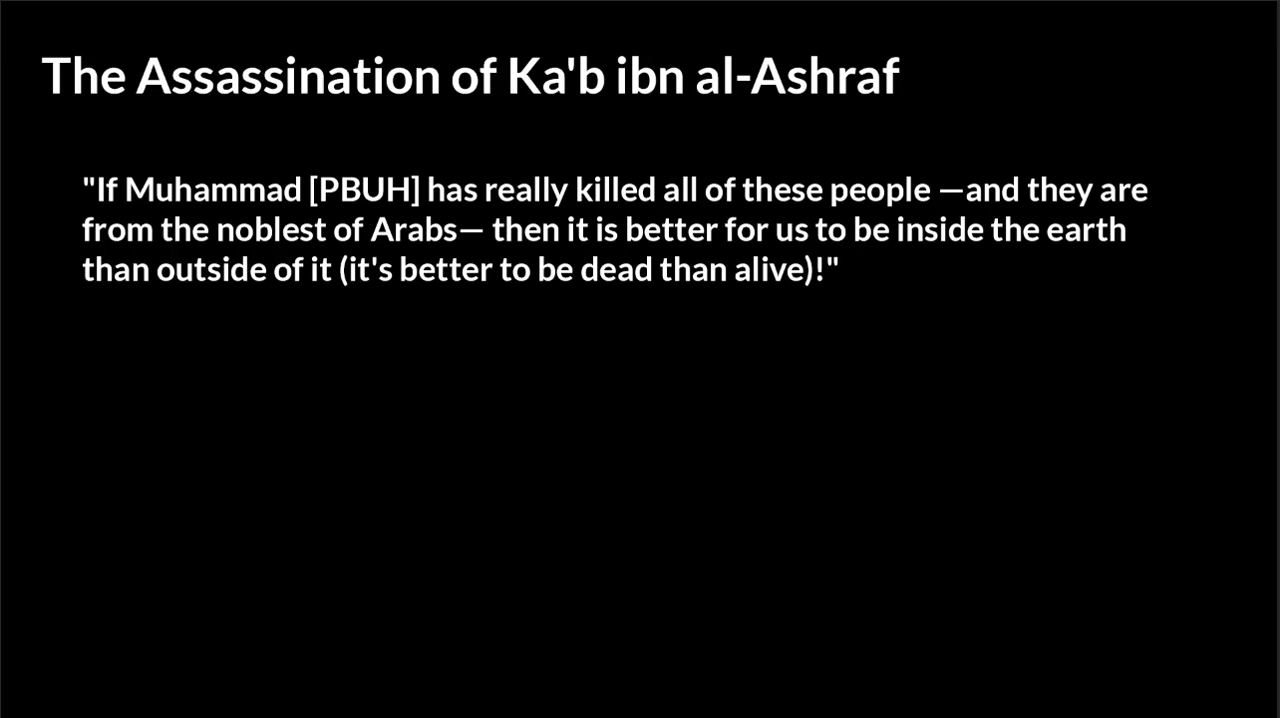 The Assassination of Ka'b ibn al-Ashraf
"If Muhammad [PBUH] has really killed all of these people —and they are
from the noblest of Arabs— then it is better for us to be inside the earth
than outside of it (it's better to be dead than alive)!"